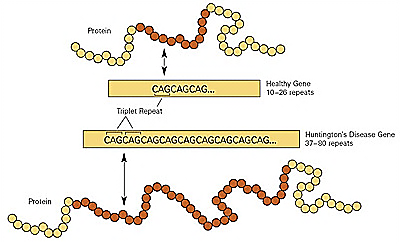 Protein
CAGCAGCAG...
Healthy Gene
10-26 repeats
Triplet Repeat
CAGCAGCAGCAGCAGCAGCAGCAGCAG...
Huntington's Disease Gene
37-80 repeats
Protein